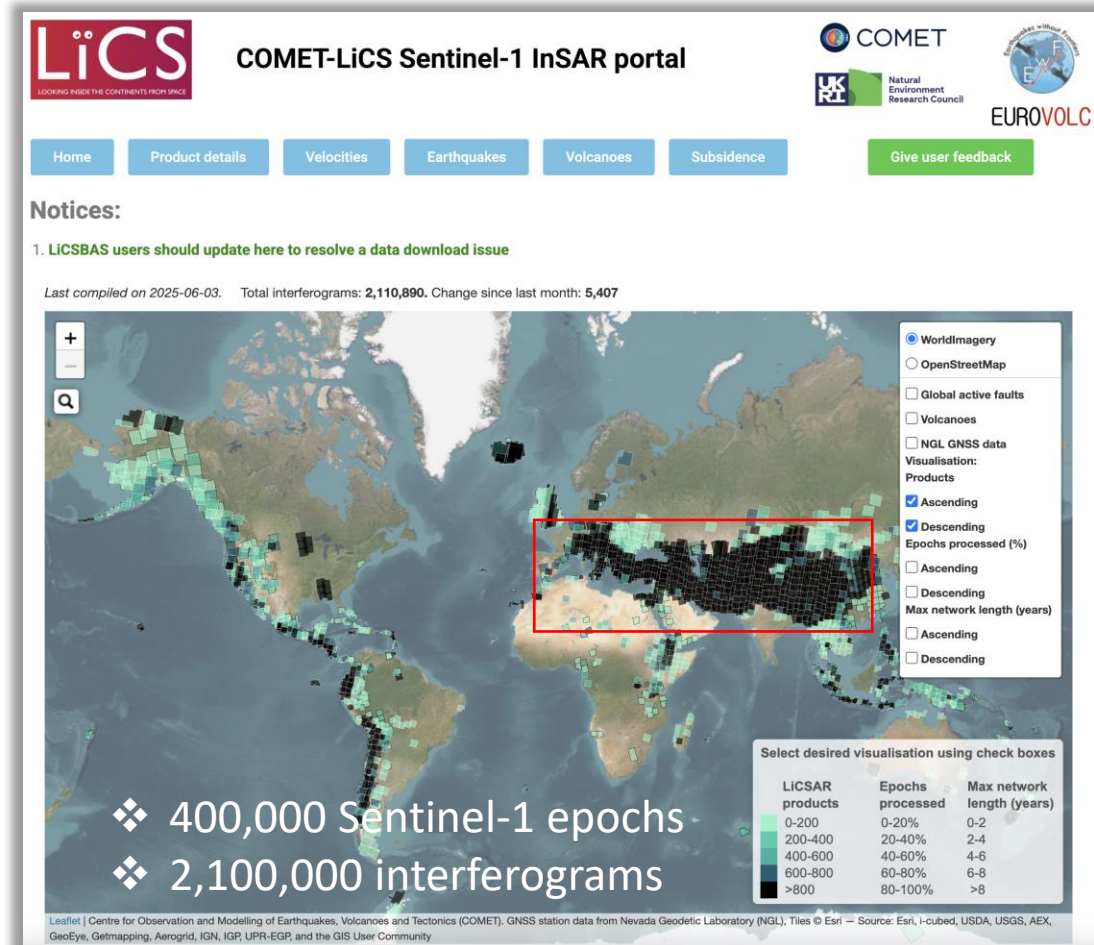 LiCS
LOOKING INSIDE THE CONTINENTS FROM SPACE
COMET-LiCS Sentinel-1 InSAR portal
COMET
UKRI
Natural
Environment
Research Council
Earthquakes without Frontiers
EwF
EUROVOLC
Home
Product details
Velocities
Earthquakes
Volcanoes
Subsidence
Give user feedback
Notices:
1. LiCSBAS users should update here to resolve a data download issue
Last compiled on 2025-06-03. Total interferograms: 2,110,890. Change since last month: 5,407
+
−
WorldImagery
OpenStreetMap
Global active faults
Volcanoes
NGL GNSS data
Visualisation:
Products
Ascending
Descending
Epochs processed (%)
Ascending
Descending
Max network length (years)
Ascending
Descending
Select desired visualisation using check boxes
LiCSAR products Epochs processed Max network length (years)
0-200 0-20% 0-2
200-400 20-40% 2-4
400-600 40-60% 4-6
600-800 60-80% 6-8
>800 80-100% >8
❖ 400,000 Sentinel-1 epochs
❖ 2,100,000 interferograms
Leaflet | Centre for Observation and Modelling of Earthquakes, Volcanoes and Tectonics (COMET). GNSS station data from Nevada Geodetic Laboratory (NGL), Tiles © Esri — Source: Esri, i-cubed, USDA, USGS, AEX,
GeoEye, Getmapping, Aerogrid, IGN, IGP, UPR-EGP, and the GIS User Community